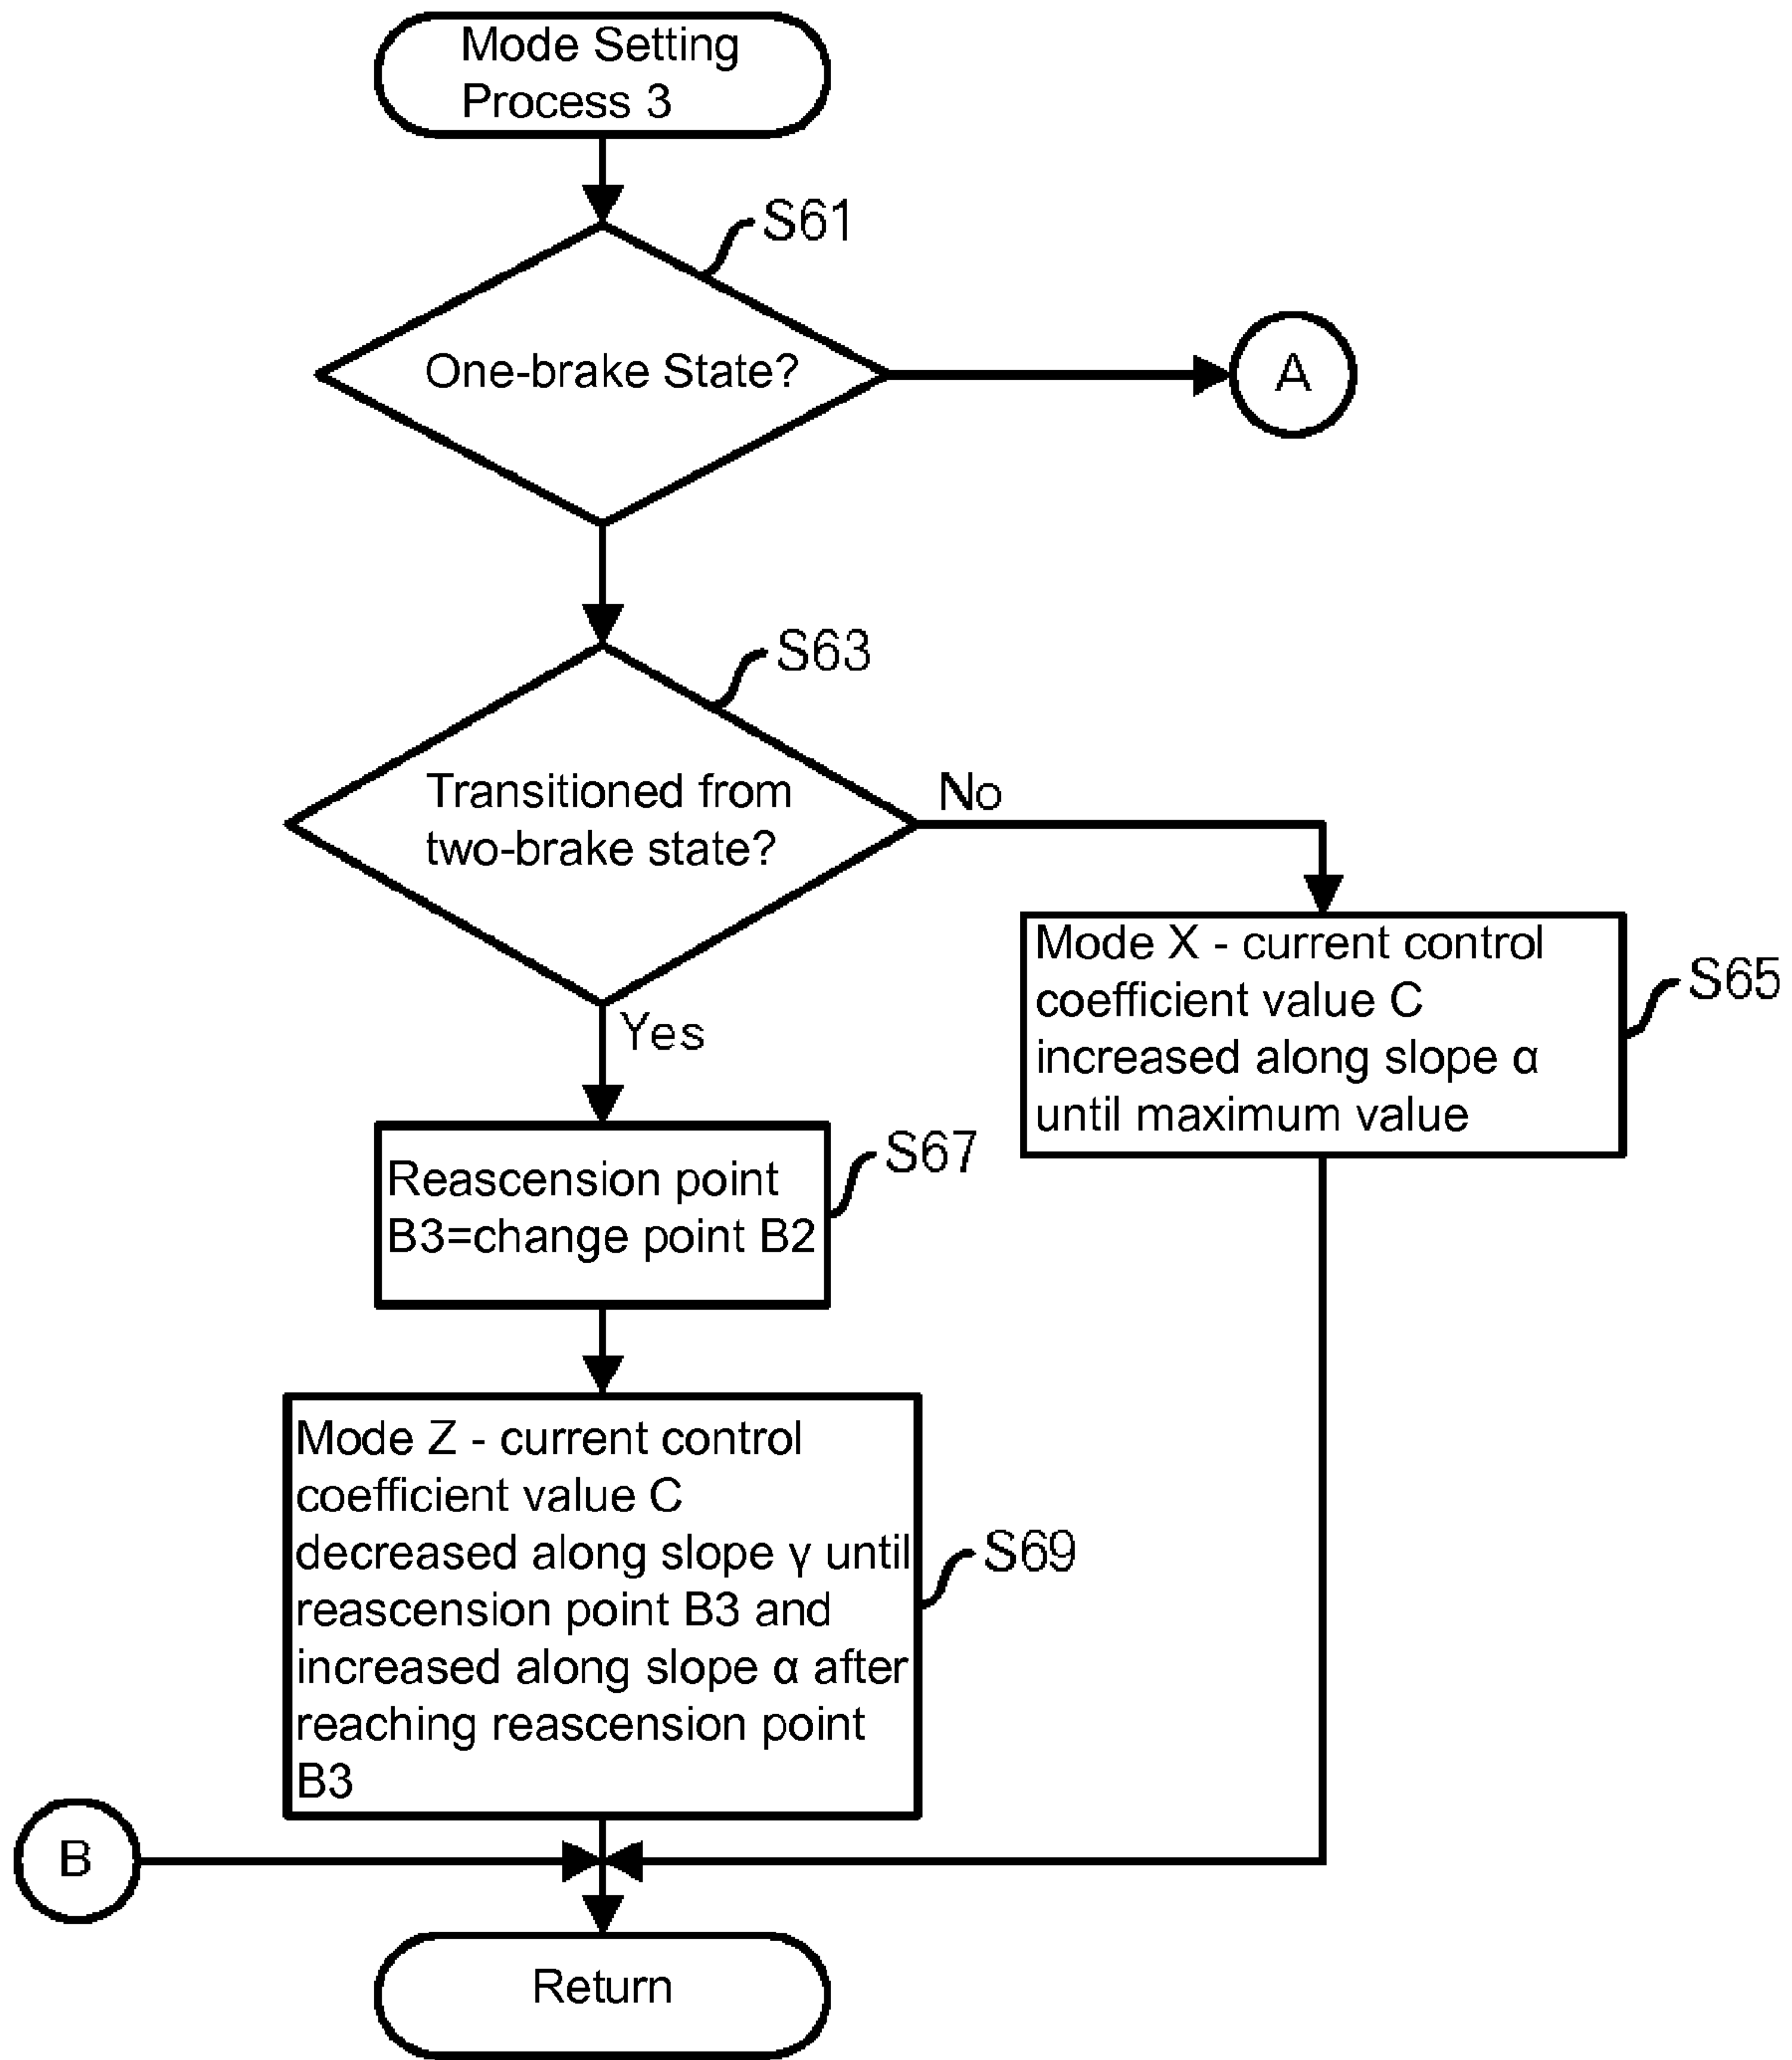 Mode Setting
Process 3
S61
One-brake State?
A
S63
Transitioned from
two-brake state?
No
Yes
Mode X - current control
coefficient value C
increased along slope α
until maximum value
S65
Reascension point
B3=change point B2
S67
Mode Z - current control
coefficient value C
decreased along slope γ until
reascension point B3 and
increased along slope α after
reaching reascension point
B3
S69
B
Return